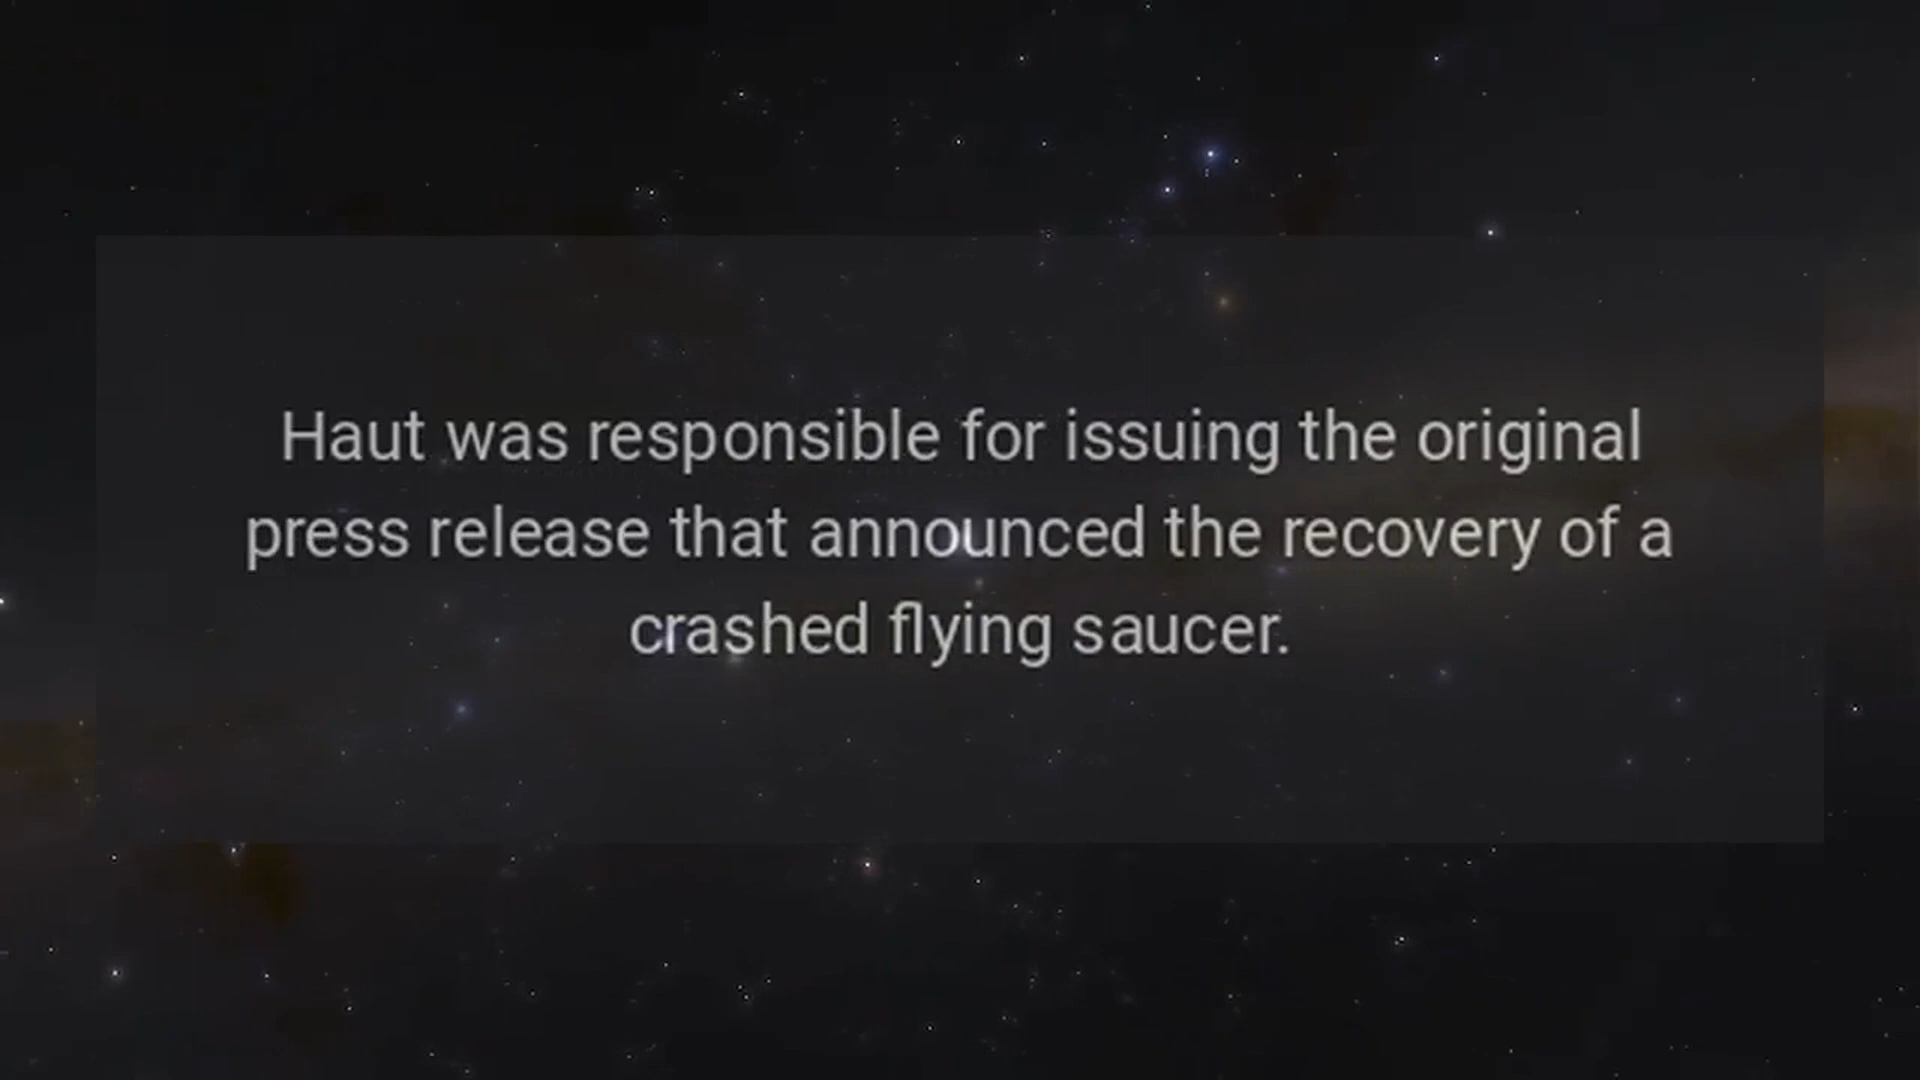 Haut was responsible for issuing the original
press release that announced the recovery of a
crashed flying saucer.